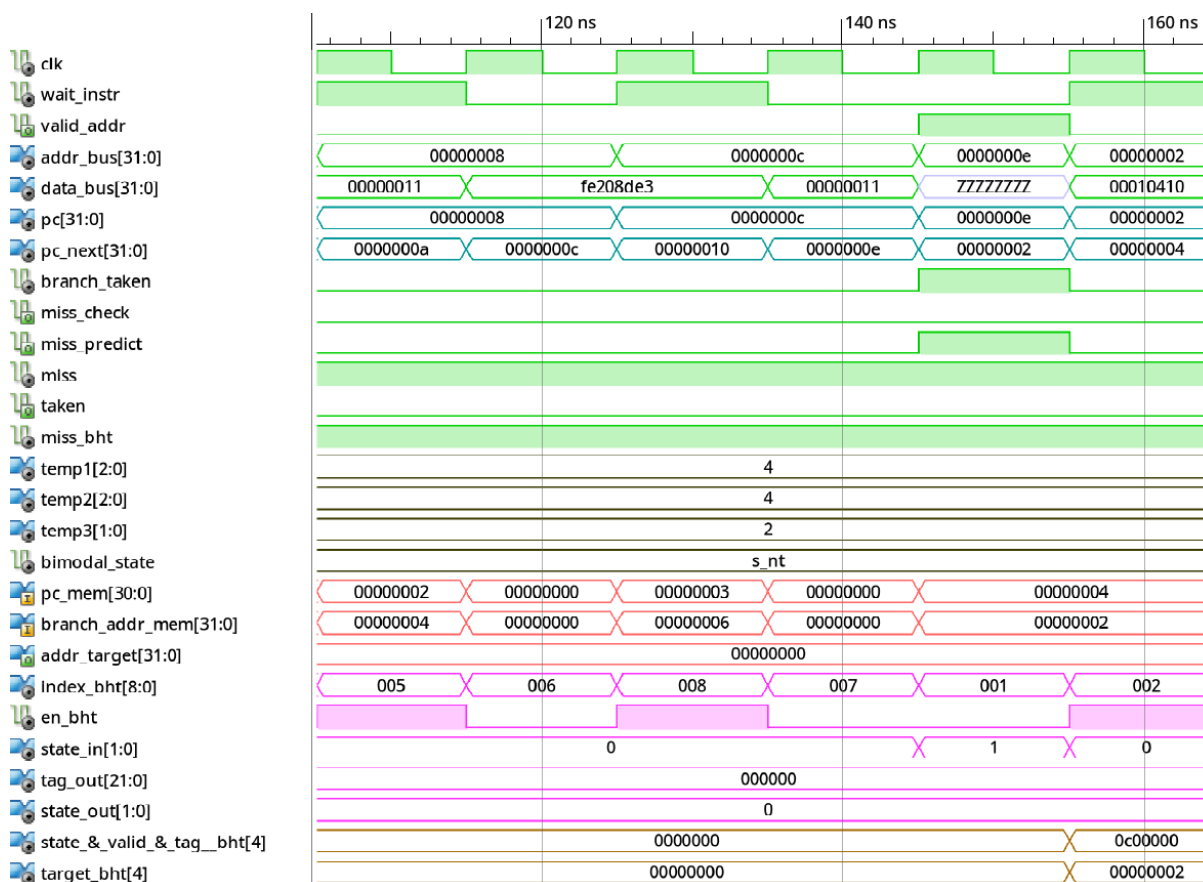 120 ns 140 ns 160 ns
clk
wait_instr
valid_addr
addr_bus[31:0] 00000008 0000000c 0000000e 00000002
data_bus[31:0] 00000011 fe208de3 00000011 ZZZZZZZZ 00010410
pc[31:0] 00000008 0000000c 0000000e 00000002
pc_next[31:0] 0000000a 0000000c 00000010 0000000e 00000002 00000004
branch_taken
miss_check
miss_predict
miss
taken
miss_bht
temp1[2:0] 4
temp2[2:0] 4
temp3[1:0] 2
bimodal_state s_nt
pc_mem[30:0] 00000002 00000000 00000003 00000000 00000004
branch_addr_mem[31:0] 00000004 00000000 00000006 00000000 00000002
addr_target[31:0] 00000000
index_bht[8:0] 005 006 008 007 001 002
en_bht
state_in[1:0] 0 1 0
tag_out[21:0] 000000
state_out[1:0] 0
state_&_valid_&_tag__bht[4] 0000000 0c00000
target_bht[4] 00000000 00000002